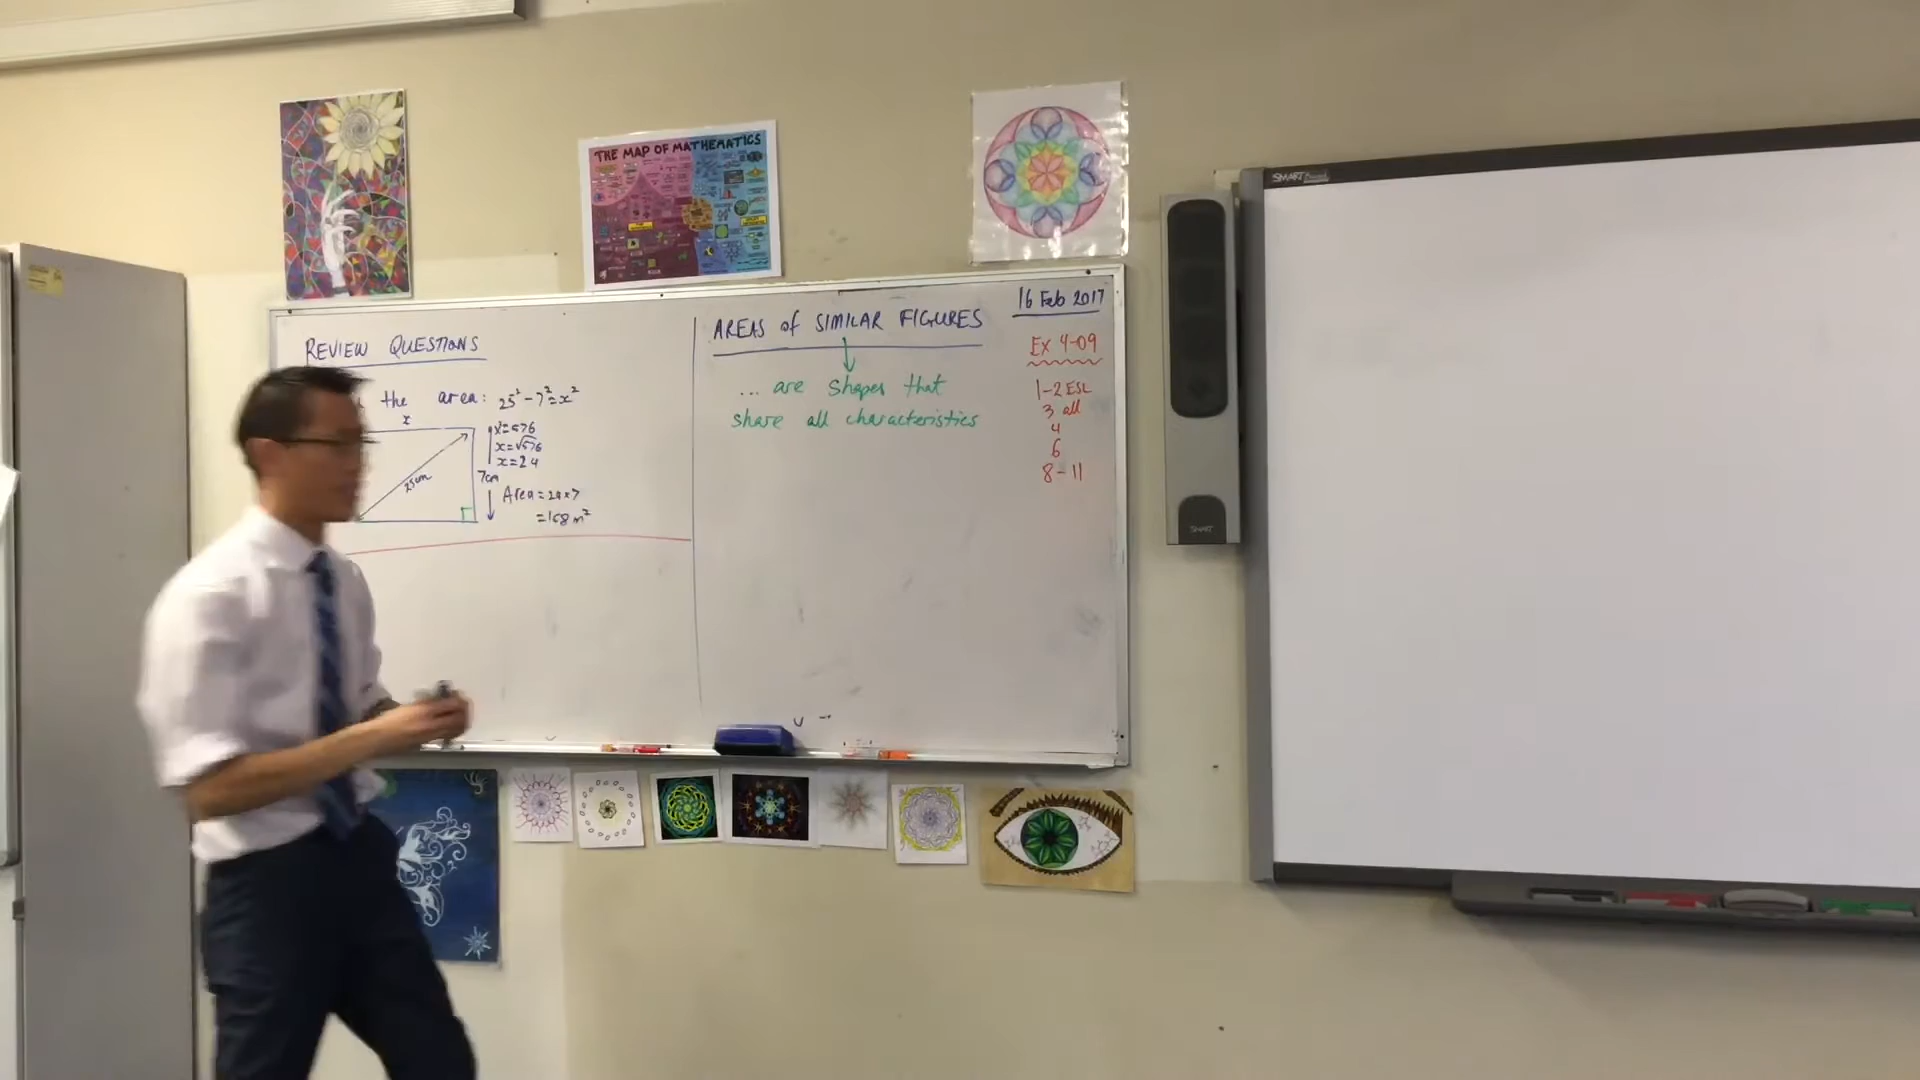 THE MAP OF MATHEMATICS
SMART Board
16 Feb 2017
REVIEW QUESTIONS
the area: 25² - 7² = x²
x
x² = 576
x = √576
x = 24
25cm
7cm
Area = 24 × 7
= 168 m²
AREAS of SIMILAR FIGURES
... are shapes that
share all characteristics
Ex 4-09
1-2 ESL
3 all
4
6
8-11
SMART